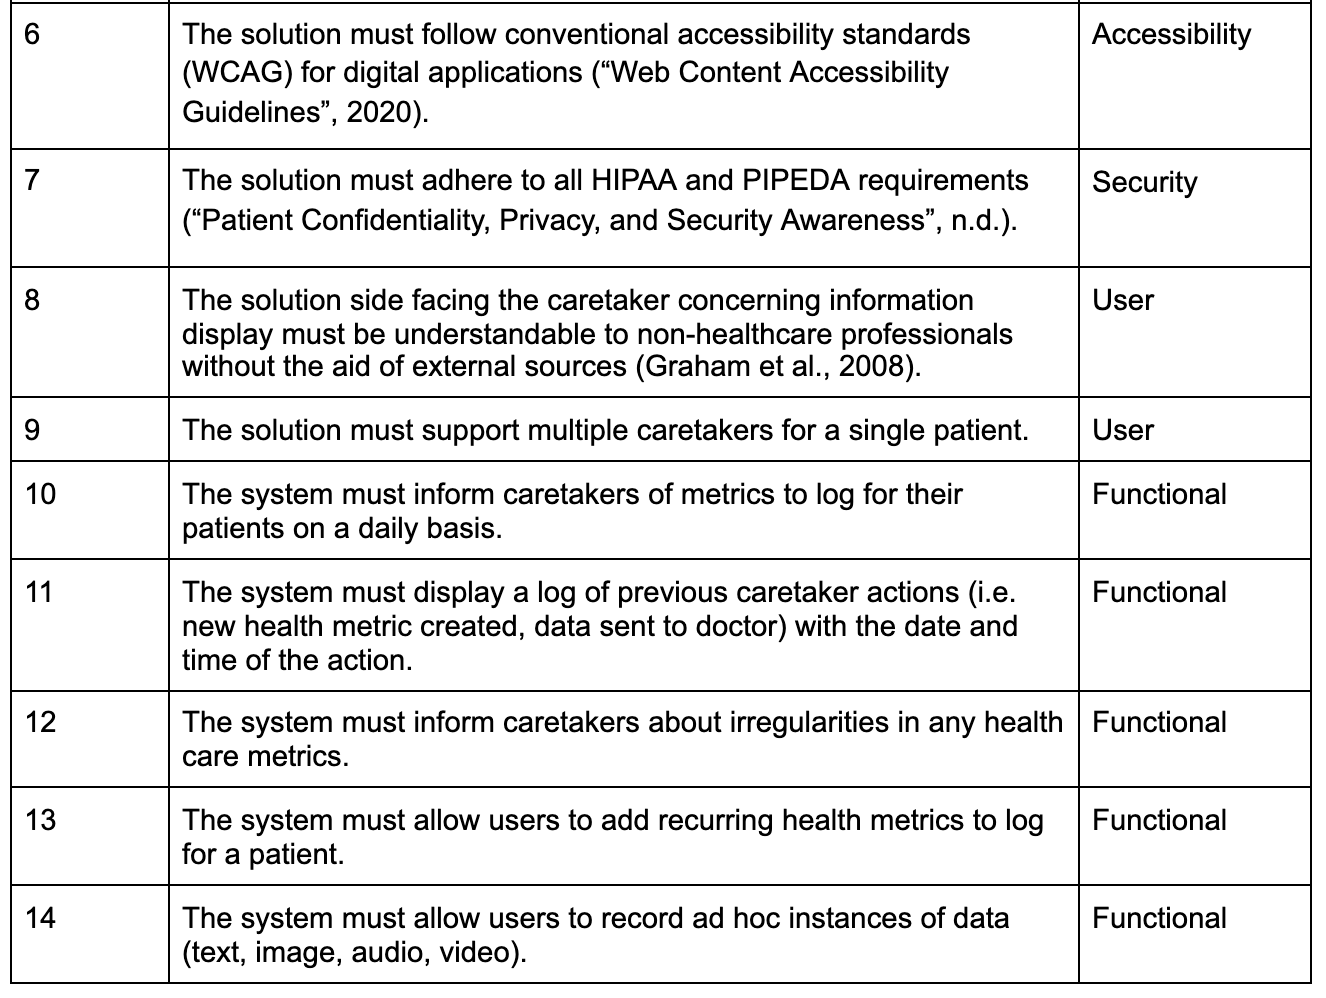 6
The solution must follow conventional accessibility standards
(WCAG) for digital applications (“Web Content Accessibility
Guidelines”, 2020).
Accessibility
7
The solution must adhere to all HIPAA and PIPEDA requirements
(“Patient Confidentiality, Privacy, and Security Awareness”, n.d.).
Security
8
The solution side facing the caretaker concerning information
display must be understandable to non-healthcare professionals
without the aid of external sources (Graham et al., 2008).
User
9
The solution must support multiple caretakers for a single patient.
User
10
The system must inform caretakers of metrics to log for their
patients on a daily basis.
Functional
11
The system must display a log of previous caretaker actions (i.e.
new health metric created, data sent to doctor) with the date and
time of the action.
Functional
12
The system must inform caretakers about irregularities in any health
care metrics.
Functional
13
The system must allow users to add recurring health metrics to log
for a patient.
Functional
14
The system must allow users to record ad hoc instances of data
(text, image, audio, video).
Functional